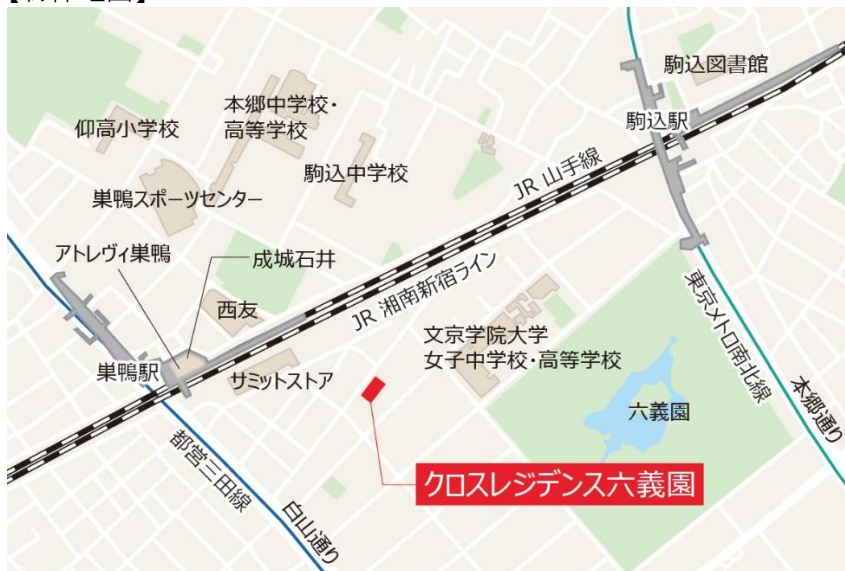 駒込図書館
本郷中学校・
高等学校
仰高小学校
駒込駅
駒込中学校
JR 山手線
巣鴨スポーツセンター
アトレヴィ巣鴨
成城石井
JR 湘南新宿ライン
西友
東京メトロ南北線
文京学院大学
女子中学校・高等学校
巣鴨駅
サミットストア
六義園
本郷通り
都営三田線
クロスレジデンス六義園
白山通り